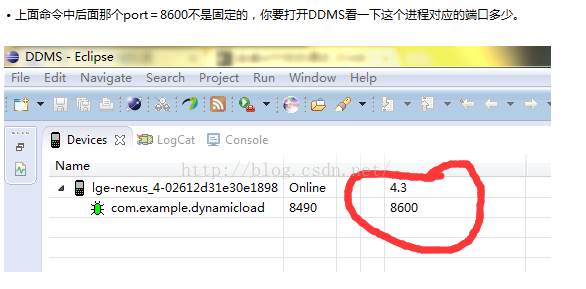 • 上面命令中后面那个port＝8600不是固定的，你要打开DDMS看一下这个进程对应的端口多少。
DDMS - Eclipse
File Edit Navigate Search Project Run Window Help
Devices LogCat Console
Name
http://blog.csdn.net/
lge-nexus_4-02612d31e30e1898 Online 4.3
com.example.dynamicload 8490 8600